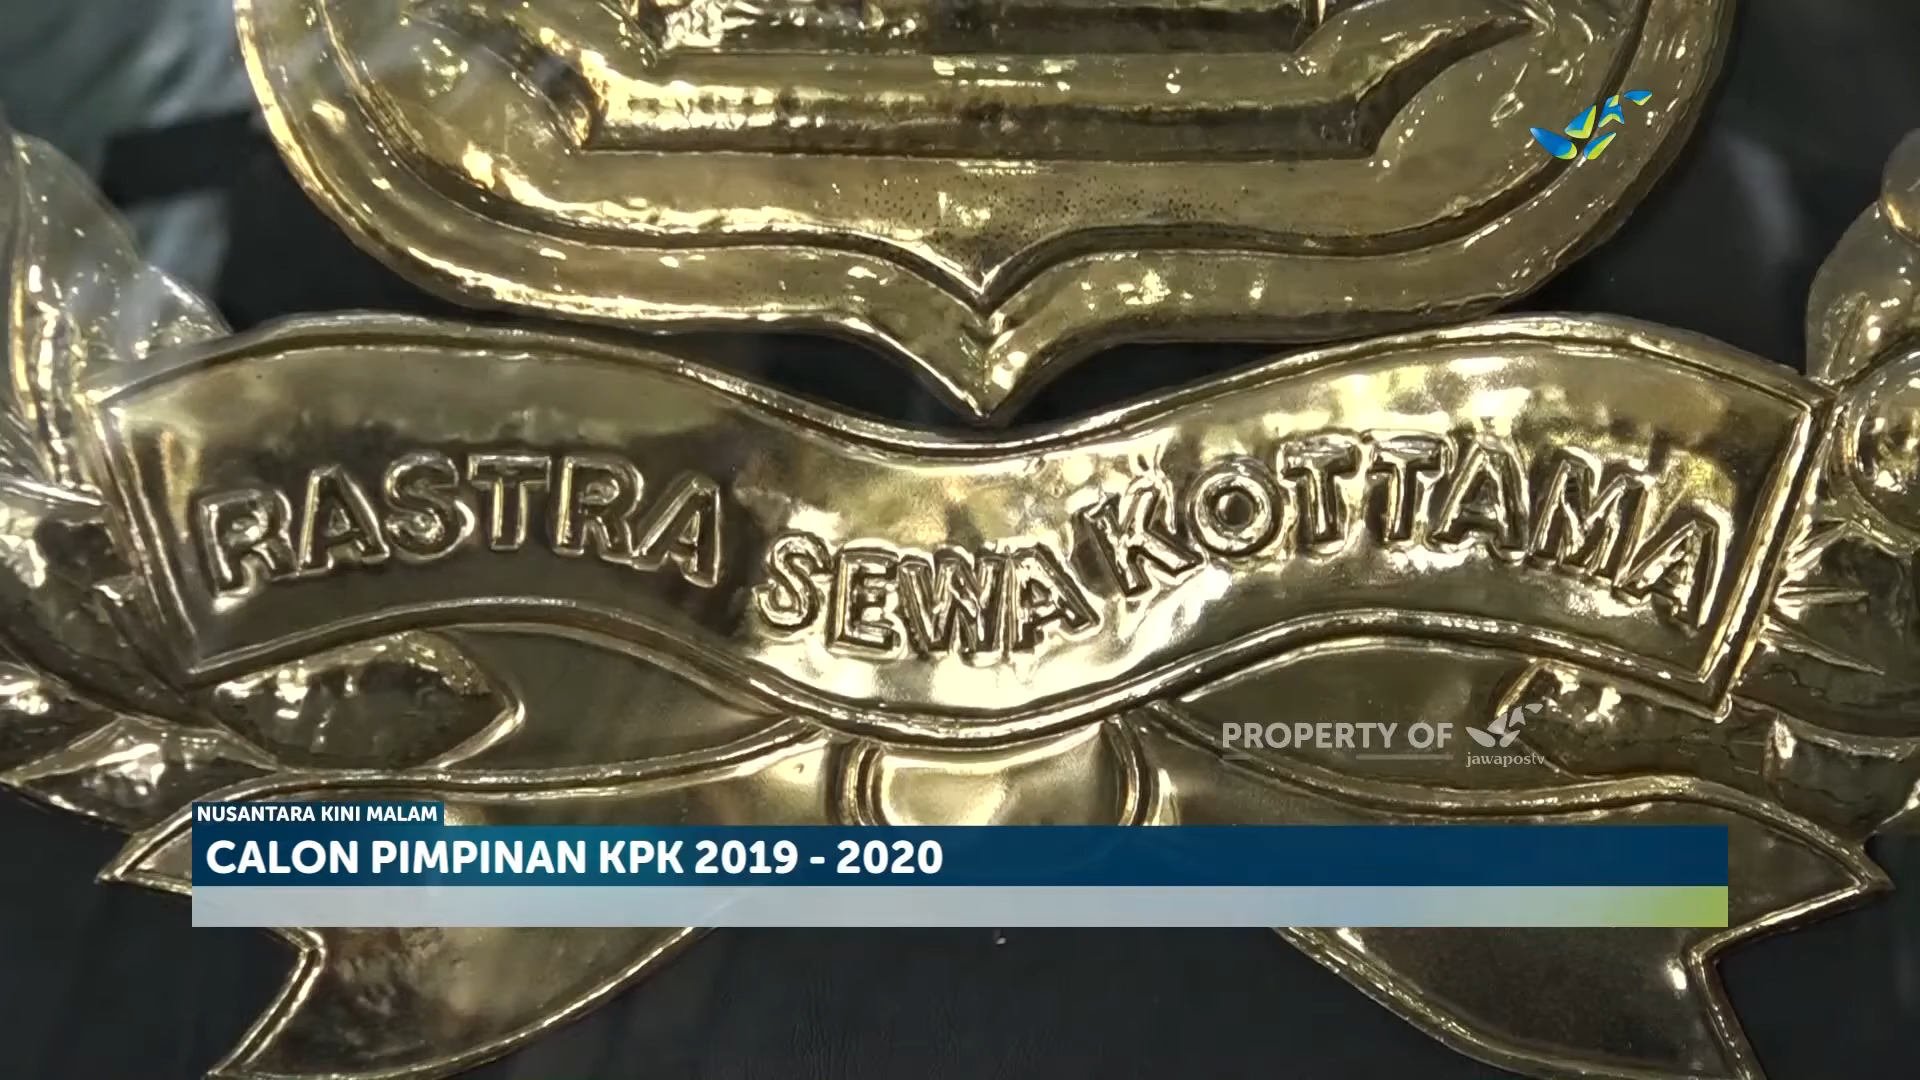 RASTRA SEWAKOTTAMA
PROPERTY OF jawapostv
NUSANTARA KINI MALAM
CALON PIMPINAN KPK 2019 - 2020